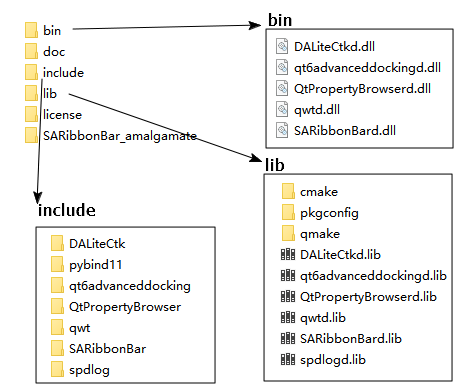 bin
doc
include
lib
license
SARibbonBar_amalgamate
bin
DALiteCtkd.dll
qt6advanceddockingd.dll
QtPropertyBrowserd.dll
qwtd.dll
SARibbonBard.dll
include
DALiteCtk
pybind11
qt6advanceddocking
QtPropertyBrowser
qwt
SARibbonBar
spdlog
lib
cmake
pkgconfig
qmake
DALiteCtkd.lib
qt6advanceddockingd.lib
QtPropertyBrowserd.lib
qwtd.lib
SARibbonBard.lib
spdlogd.lib